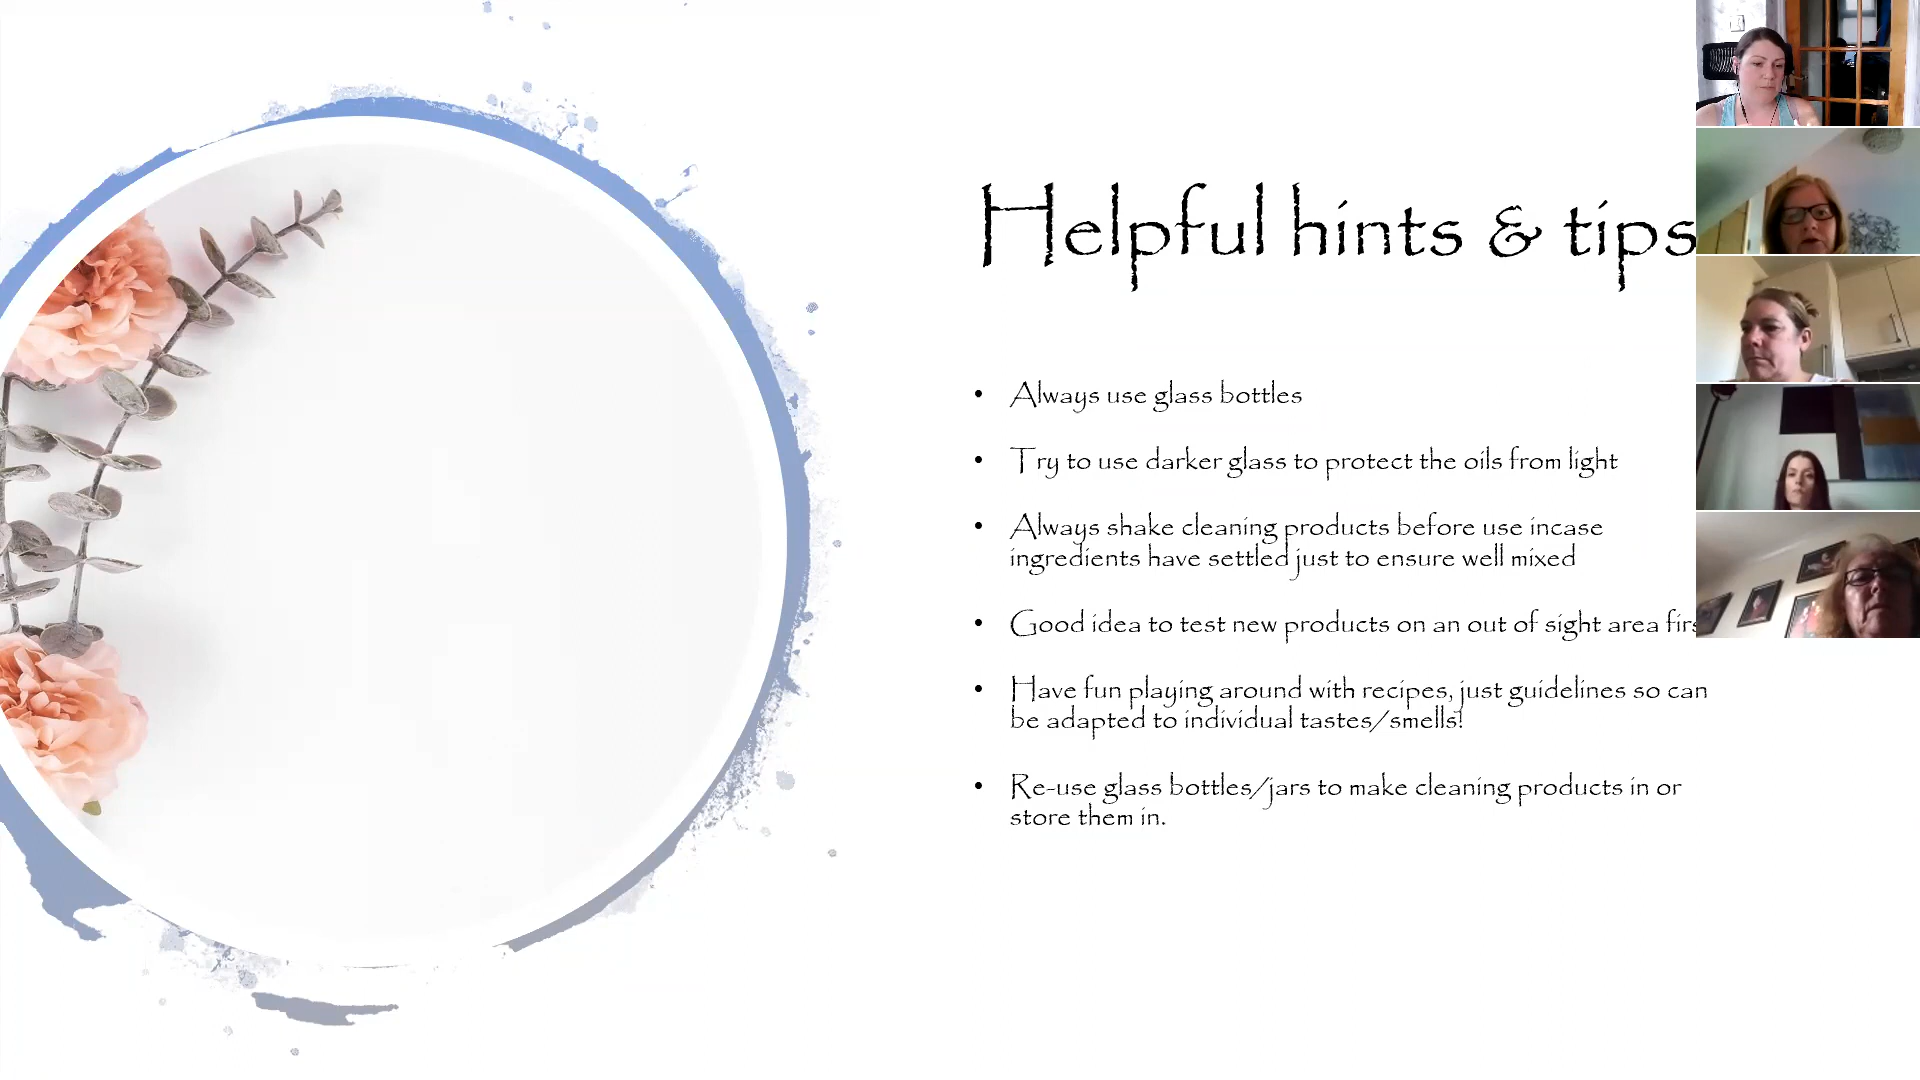 Helpful hints & tips
• Always use glass bottles
• Try to use darker glass to protect the oils from light
• Always shake cleaning products before use incase
ingredients have settled just to ensure well mixed
• Good idea to test new products on an out of sight area
• Have fun playing around with recipes, just guidelines so can
be adapted to individual tastes/smells!
• Re-use glass bottles/jars to make cleaning products in or
store them in.